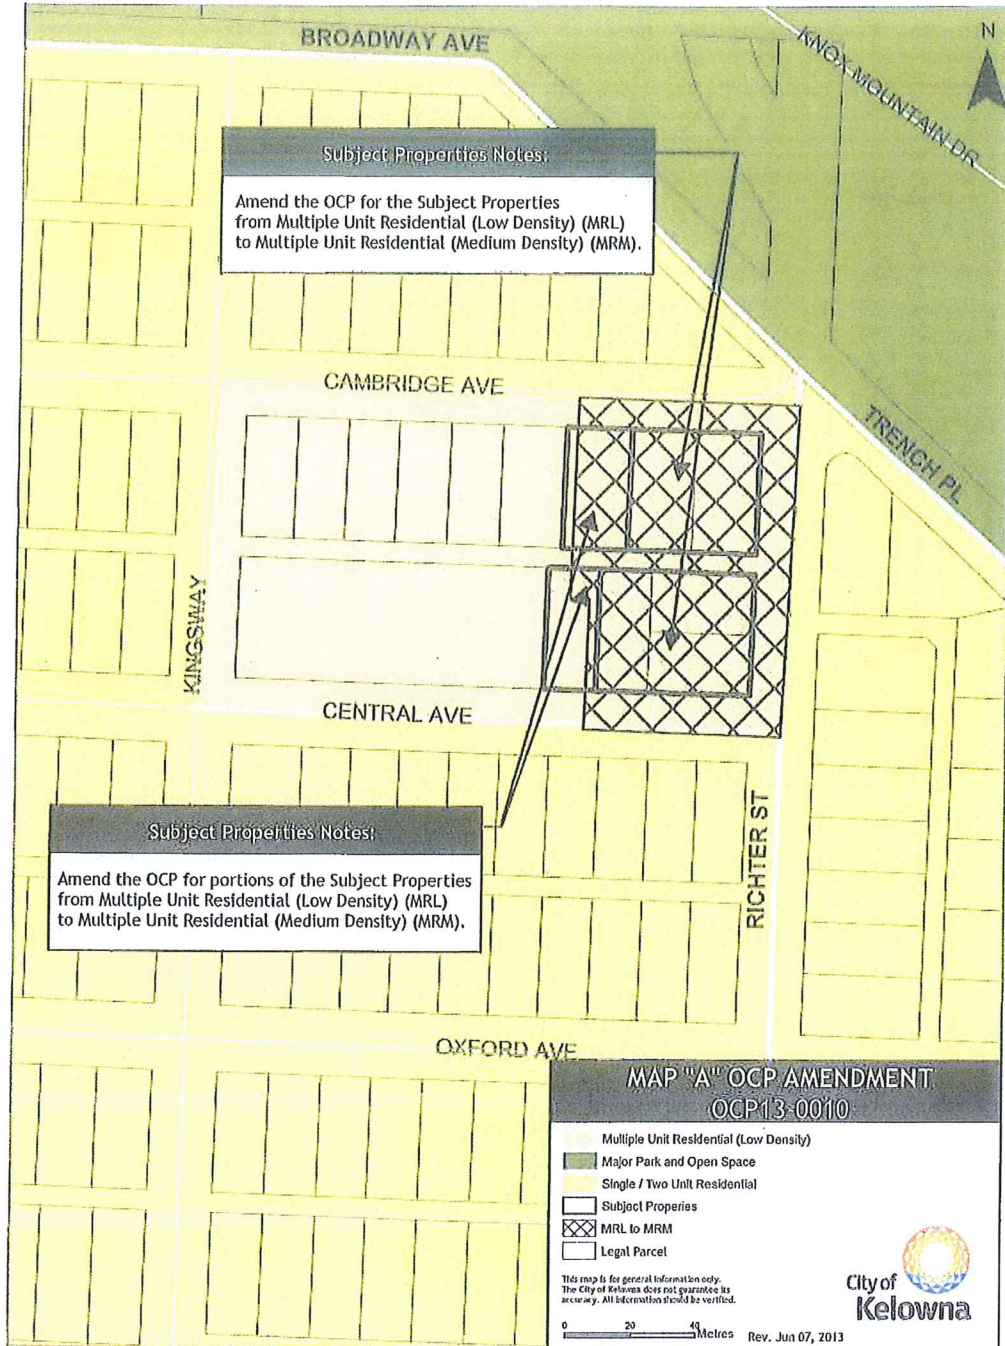 BROADWAY AVE
KNOX MOUNTAIN DR
N
Subject Properties Notes:
Amend the OCP for the Subject Properties
from Multiple Unit Residential (Low Density) (MRL)
to Multiple Unit Residential (Medium Density) (MRM).
CAMBRIDGE AVE
TRENCH PL
KINGSWAY
CENTRAL AVE
Subject Properties Notes:
Amend the OCP for portions of the Subject Properties
from Multiple Unit Residential (Low Density) (MRL)
to Multiple Unit Residential (Medium Density) (MRM).
RICHTER ST
OXFORD AVE
MAP "A" OCP AMENDMENT
OCP13-0010
Multiple Unit Residential (Low Density)
Major Park and Open Space
Single / Two Unit Residential
Subject Properies
MRL to MRM
Legal Parcel
This map is for general information only.
The City of Kelowna does not guarantee its
accuracy. All information should be verified.
0 20 40 Metres
Rev. Jun 07, 2013
City of
Kelowna